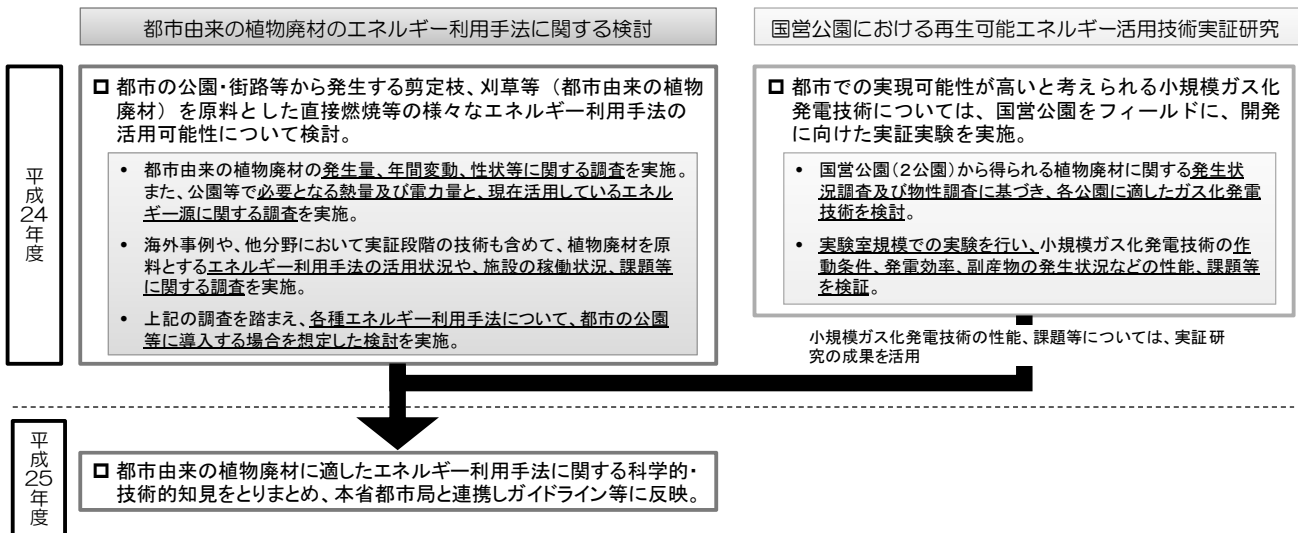 都市由来の植物廃材のエネルギー利用手法に関する検討
国営公園における再生可能エネルギー活用技術実証研究
平成24年度
□ 都市の公園・街路等から発生する剪定枝、刈草等（都市由来の植物
廃材）を原料とした直接燃焼等の様々なエネルギー利用手法の
活用可能性について検討。
• 都市由来の植物廃材の発生量、年間変動、性状等に関する調査を実施。
また、公園等で必要となる熱量及び電力量と、現在活用しているエネル
ギー源に関する調査を実施。
• 海外事例や、他分野において実証段階の技術も含めて、植物廃材を原
料とするエネルギー利用手法の活用状況や、施設の稼働状況、課題等
に関する調査を実施。
• 上記の調査を踏まえ、各種エネルギー利用手法について、都市の公園
等に導入する場合を想定した検討を実施。
□ 都市での実現可能性が高いと考えられる小規模ガス化
発電技術については、国営公園をフィールドに、開発
に向けた実証実験を実施。
• 国営公園（２公園）から得られる植物廃材に関する発生状
況調査及び物性調査に基づき、各公園に適したガス化発電
技術を検討。
• 実験室規模での実験を行い、小規模ガス化発電技術の作
動条件、発電効率、副産物の発生状況などの性能、課題等
を検証。
小規模ガス化発電技術の性能、課題等については、実証研
究の成果を活用
平成25年度
□ 都市由来の植物廃材に適したエネルギー利用手法に関する科学的・
技術的知見をとりまとめ、本省都市局と連携しガイドライン等に反映。